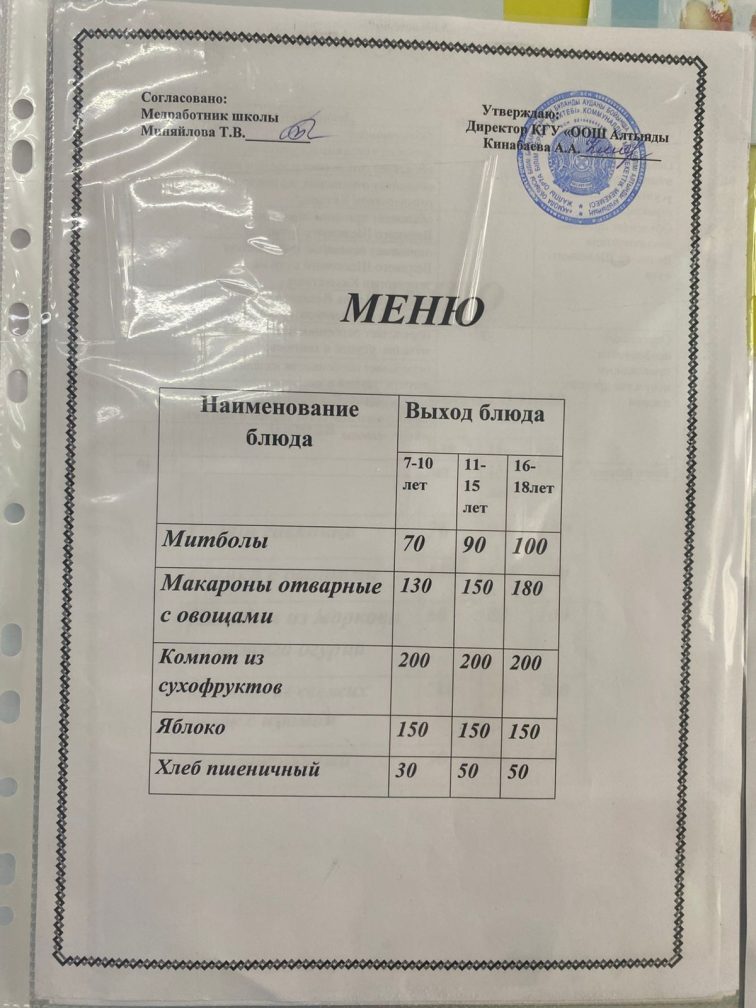 Согласовано:
Медработник школы
Миняйлова Т.В.
Утверждаю:
Директор КГУ «ООШ Алтынды
Кинабаева А.А.
МЕНЮ
Наименование блюда
Выход блюда
7-10 лет
11-15 лет
16-18лет
Митболы 70 90 100
Макароны отварные с овощами 130 150 180
Компот из сухофруктов 200 200 200
Яблоко 150 150 150
Хлеб пшеничный 30 50 50